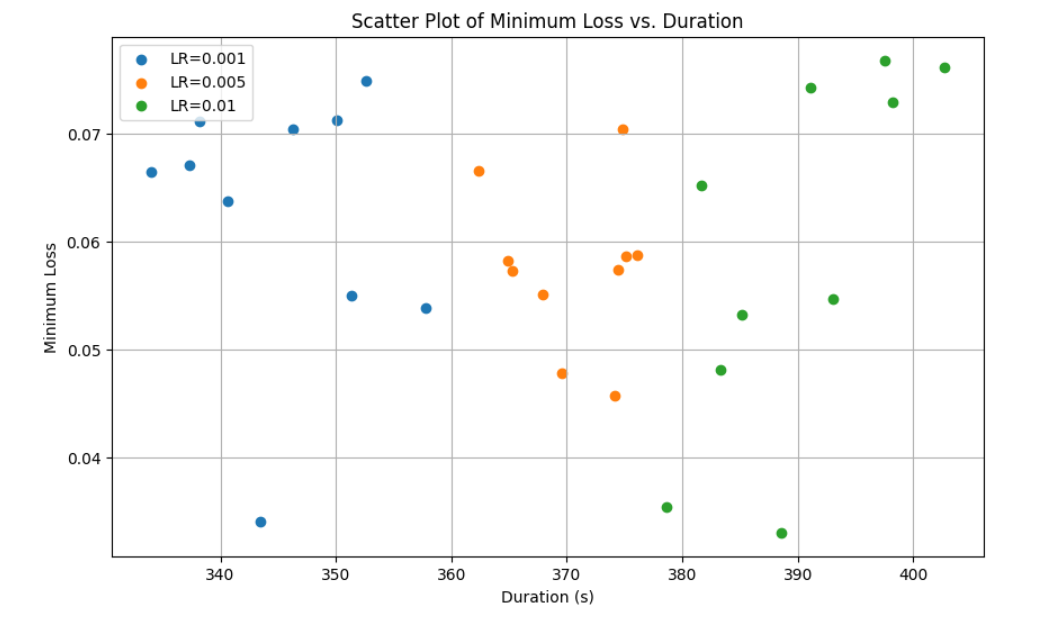 Scatter Plot of Minimum Loss vs. Duration
LR=0.001
LR=0.005
LR=0.01
0.07
0.06
0.05
0.04
Minimum Loss
340 350 360 370 380 390 400
Duration (s)